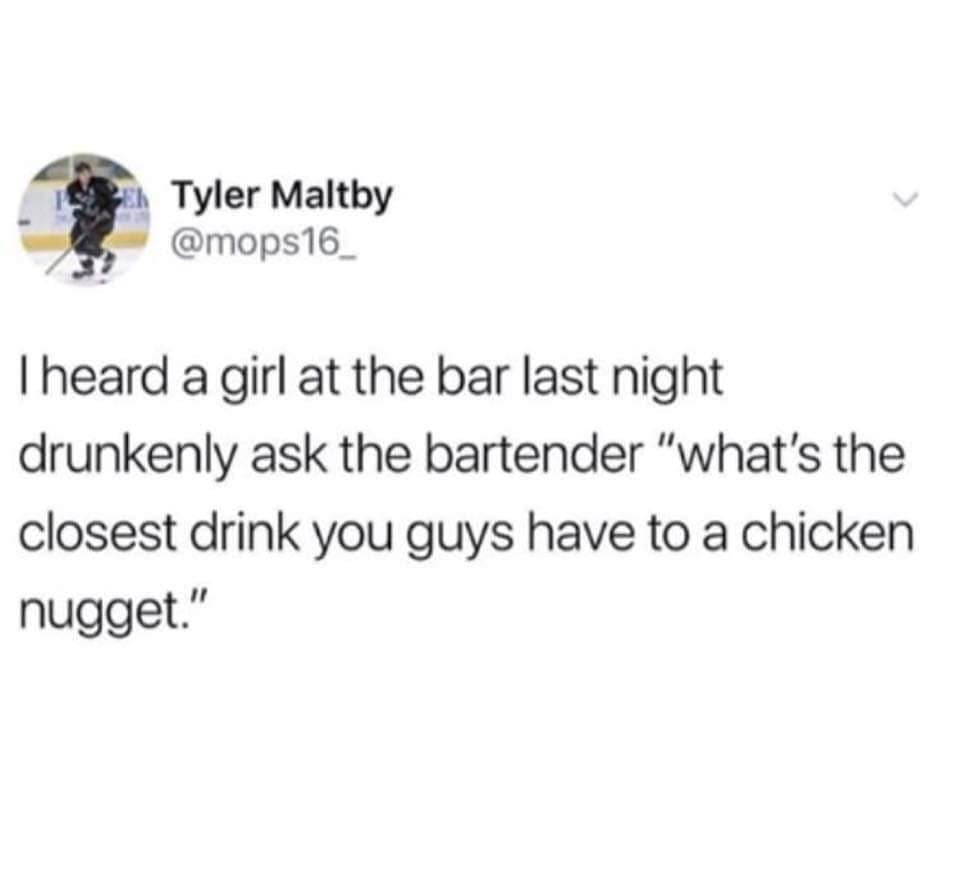 Tyler Maltby
@mops16_
I heard a girl at the bar last night
drunkenly ask the bartender "what's the
closest drink you guys have to a chicken
nugget."